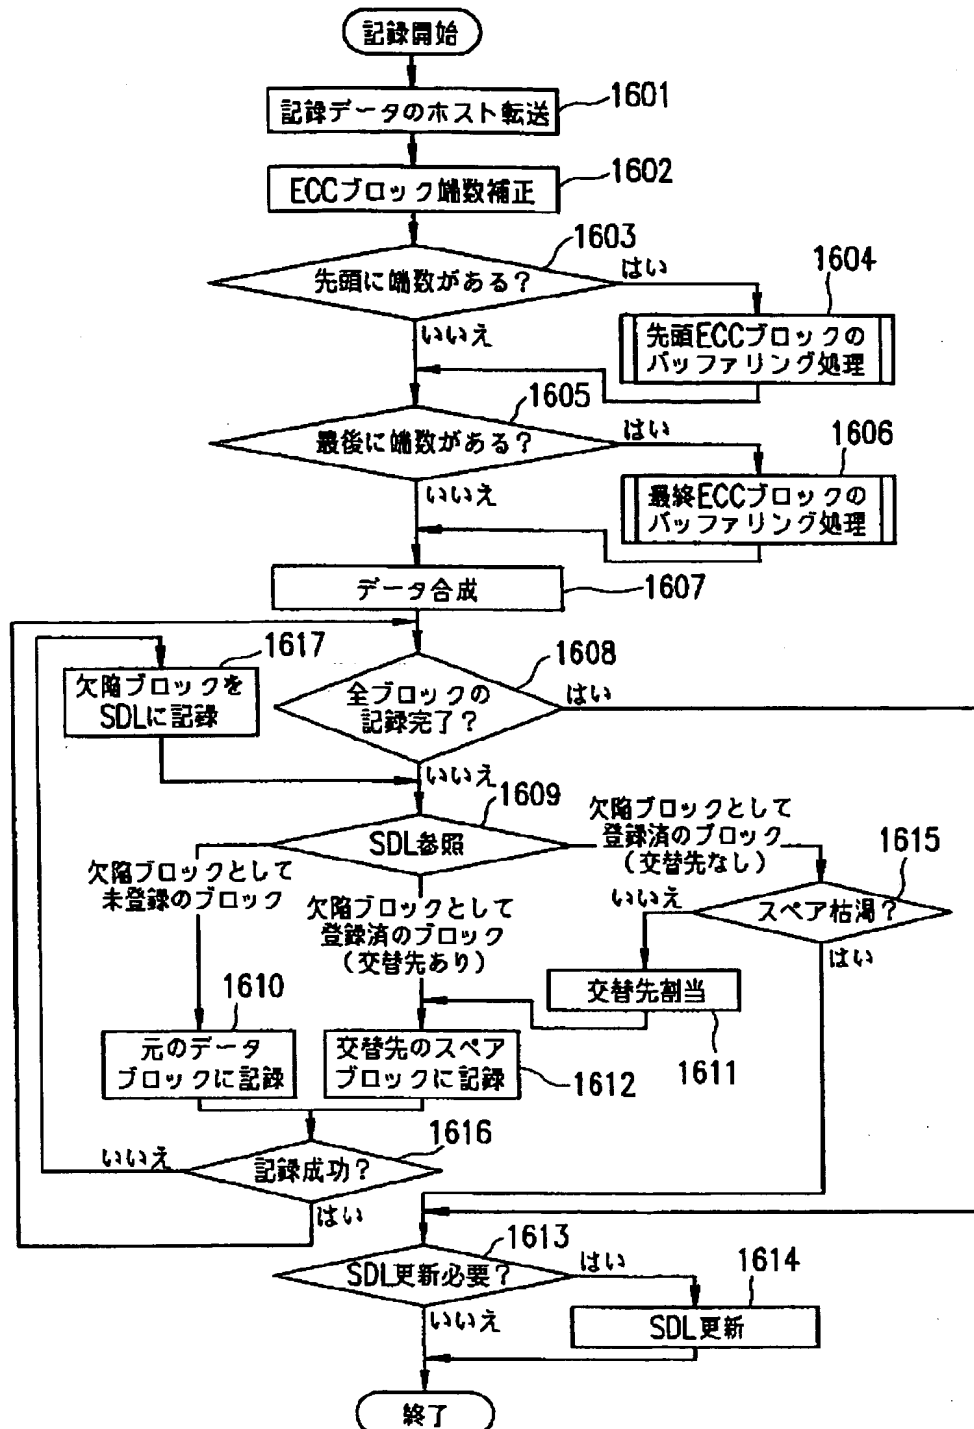 記録開始
記録データのホスト転送
1601
ECCブロック端数補正
1602
1603
先頭に端数がある？
はい
いいえ
1604
先頭ECCブロックの
バッファリング処理
1605
最後に端数がある？
はい
いいえ
1606
最終ECCブロックの
バッファリング処理
データ合成
1607
1617
欠陥ブロックを
SDLに記録
1608
全ブロックの
記録完了？
はい
いいえ
1609
SDL参照
欠陥ブロックとして
未登録のブロック
欠陥ブロックとして
登録済のブロック
(交替先あり)
欠陥ブロックとして
登録済のブロック
(交替先なし)
1615
スペア枯渇？
いいえ
はい
交替先割当
1611
1610
元のデータ
ブロックに記録
交替先のスペア
ブロックに記録
1612
1616
記録成功？
いいえ
はい
1613
SDL更新必要？
はい
いいえ
1614
SDL更新
終了